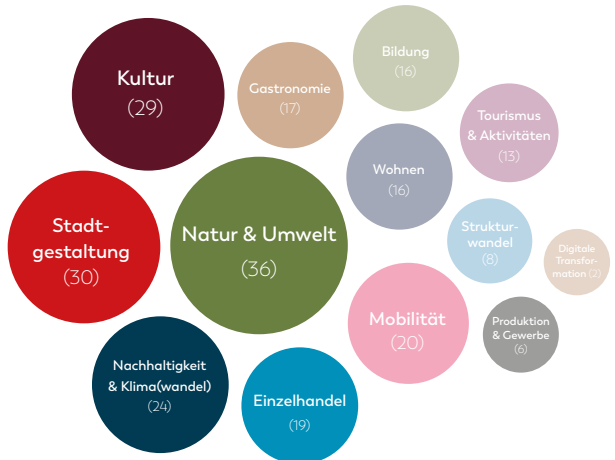 Kultur
(29)
Gastronomie
(17)
Bildung
(16)
Tourismus
& Aktivitäten
(13)
Wohnen
(16)
Stadt-
gestaltung
(30)
Natur & Umwelt
(36)
Struktur-
wandel
(8)
Digitale
Transfor-
mation (2)
Mobilität
(20)
Produktion
& Gewerbe
(6)
Nachhaltigkeit
& Klima(wandel)
(24)
Einzelhandel
(19)